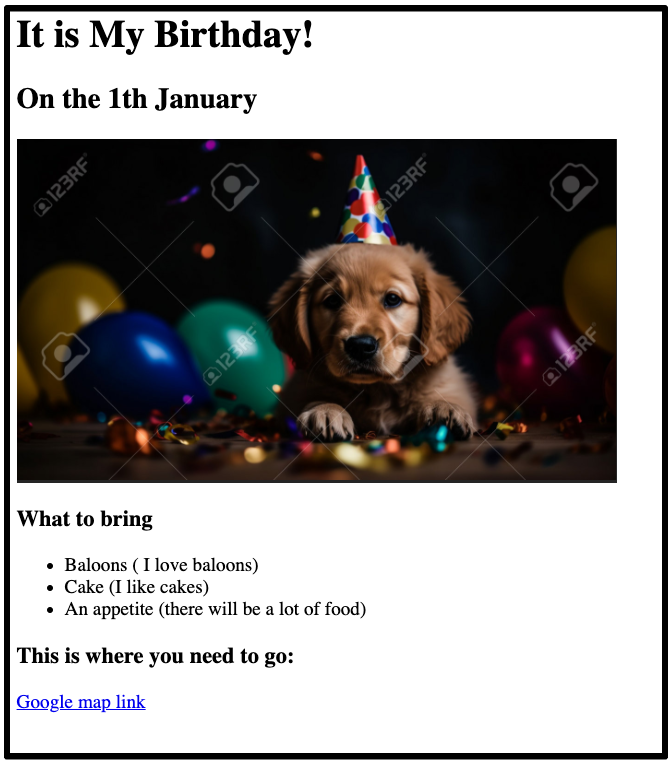 It is My Birthday!
On the 1th January
123RF
123RF
123RF
123RF
What to bring
Baloons ( I love baloons)
Cake (I like cakes)
An appetite (there will be a lot of food)
This is where you need to go:
Google map link